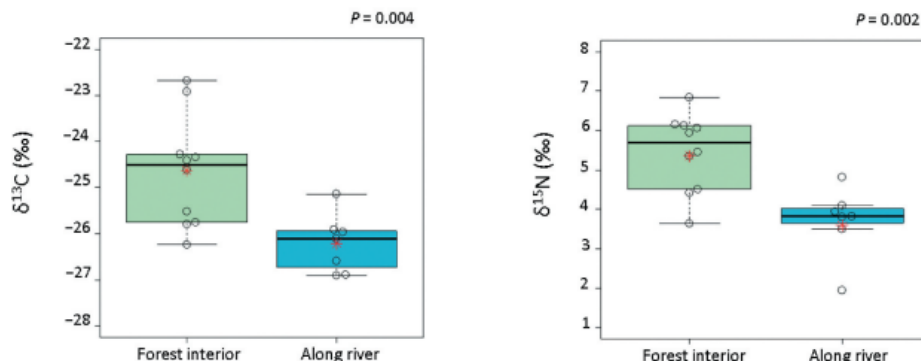 P = 0.004
−22
−23
−24
−25
−26
−27
−28
δ¹³C (‰)
Forest interior
Along river
P = 0.002
8
7
6
5
4
3
2
1
δ¹⁵N (‰)
Forest interior
Along river